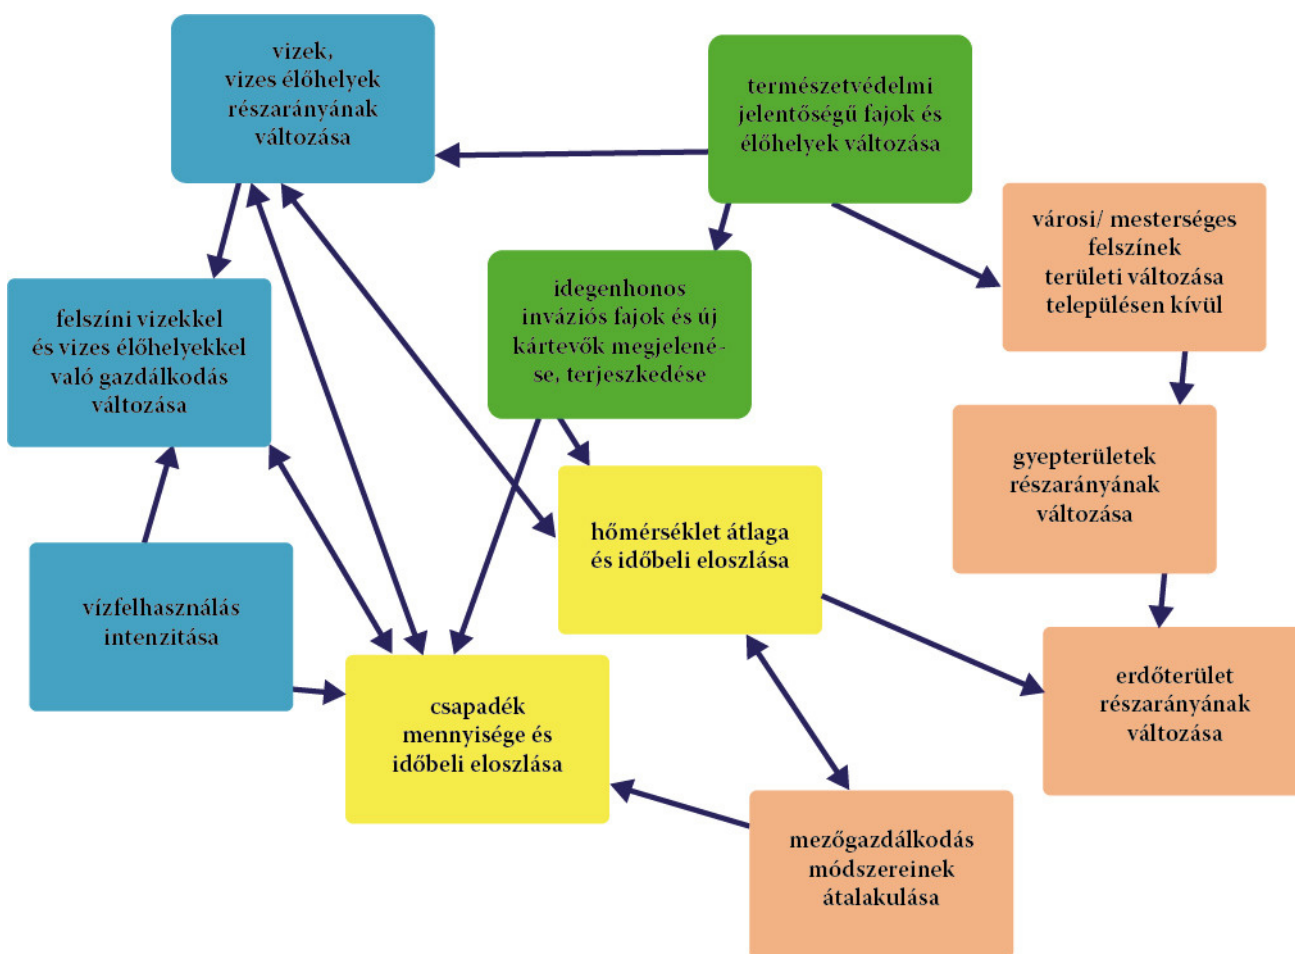 vizek,
vizes élőhelyek
részarányának
változása
természetvédelmi
jelentőségű fajok és
élőhelyek változása
városi/ mesterséges
felszínek
területi változása
településen kívül
idegenhonos
inváziós fajok és új
kártevők megjelené-
se, terjeszkedése
felszíni vizekkel
és vizes élőhelyekkel
való gazdálkodás
változása
gyepterületek
részarányának
változása
hőmérséklet átlaga
és időbeli eloszlása
vízfelhasználás
intenzitása
erdőterület
részarányának
változása
csapadék
mennyisége és
időbeli eloszlása
mezőgazdálkodás
módszereinek
átalakulása